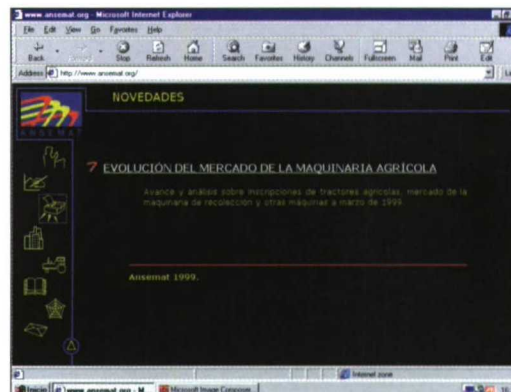 www.ansemat.org - Microsoft Internet Explorer
File Edit View Go Favorites Help
Back Stop Refresh Home Search Favorites History Channels Fullscreen Mail Print Edit
Address http://www.ansemat.org/
NOVEDADES
ANSEMAT
EVOLUCIÓN DEL MERCADO DE LA MAQUINARIA AGRÍCOLA
Avance y análisis sobre inscripciones de tractores agrícolas, mercado de la
maquinaria de recolección y otras máquinas a marzo de 1999.
Ansemat 1999.
Internet zone
Inicio www.ansemat.org - M Microsoft Image Composer